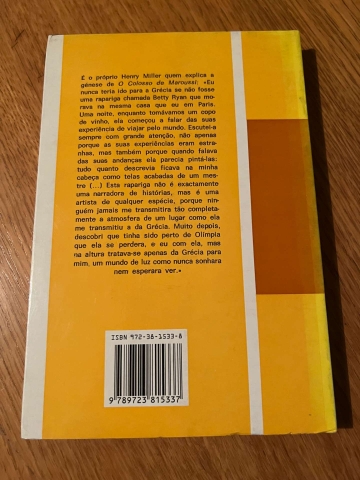 É o próprio Henry Miller quem explica a
génese de O Colosso de Maroussi: «Eu
nunca teria ido para a Grécia se não fosse
uma rapariga chamada Betty Ryan que mo-
rava na mesma casa que eu em Paris.
Uma noite, enquanto tomávamos um copo
de vinho, ela começou a falar das suas
experiência de viajar pelo mundo. Escutei-a
sempre com grande atenção, não apenas
porque as suas experiências eram estra-
nhas, mas também porque quando falava
das suas andanças ela parecia pintá-las:
tudo quanto descrevia ficava na minha
cabeça como telas acabadas de um mes-
tre (...) Esta rapariga não é exactamente
uma narradora de histórias, mas é uma
artista de qualquer espécie, porque nin-
guém jamais me transmitira tão completa-
mente a atmosfera de um lugar como ela
me transmitiu a da Grécia. Muito depois,
descobri que tinha sido perto de Olímpia
que ela se perdera, e eu com ela, mas
na altura tratava-se apenas da Grécia para
mim, um mundo de luz como nunca sonhara
nem esperara ver.»
ISBN 972-38-1533-8
9 789723 815337